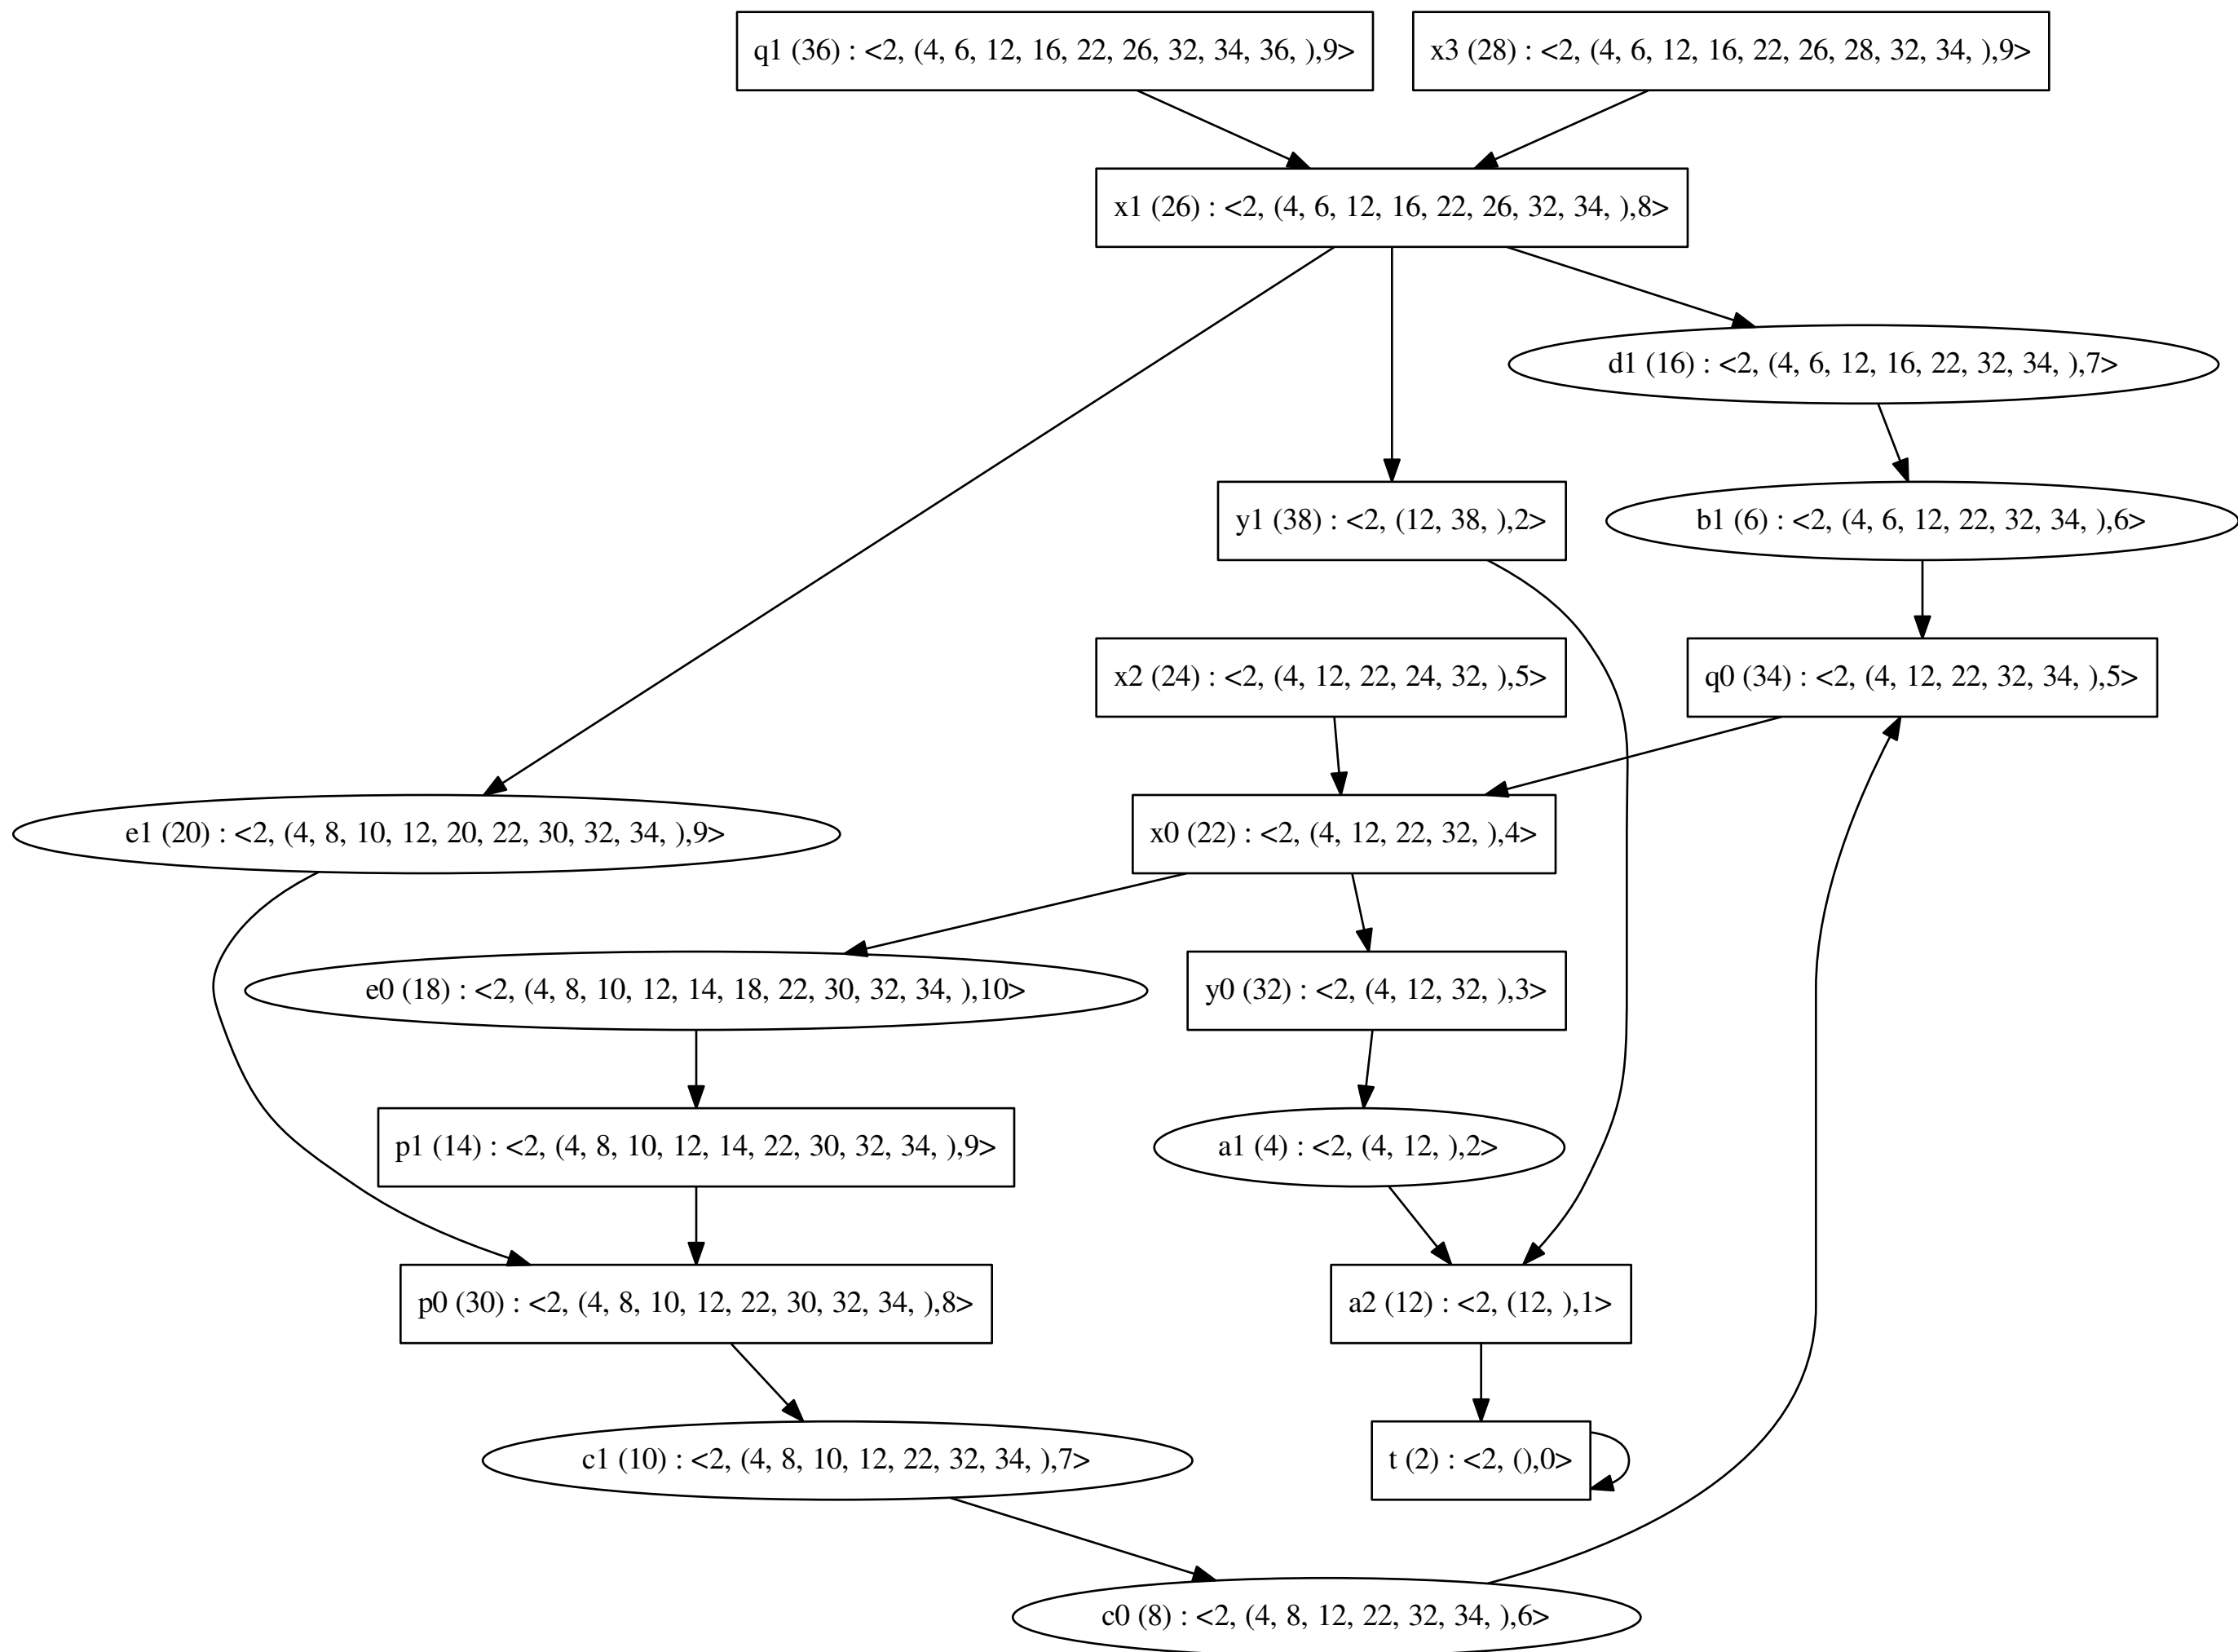 q1 (36) : <2, (4, 6, 12, 16, 22, 26, 32, 34, 36, ),9>
x3 (28) : <2, (4, 6, 12, 16, 22, 26, 28, 32, 34, ),9>
x1 (26) : <2, (4, 6, 12, 16, 22, 26, 32, 34, ),8>
d1 (16) : <2, (4, 6, 12, 16, 22, 32, 34, ),7>
y1 (38) : <2, (12, 38, ),2>
b1 (6) : <2, (4, 6, 12, 22, 32, 34, ),6>
x2 (24) : <2, (4, 12, 22, 24, 32, ),5>
q0 (34) : <2, (4, 12, 22, 32, 34, ),5>
e1 (20) : <2, (4, 8, 10, 12, 20, 22, 30, 32, 34, ),9>
x0 (22) : <2, (4, 12, 22, 32, ),4>
e0 (18) : <2, (4, 8, 10, 12, 14, 18, 22, 30, 32, 34, ),10>
y0 (32) : <2, (4, 12, 32, ),3>
p1 (14) : <2, (4, 8, 10, 12, 14, 22, 30, 32, 34, ),9>
a1 (4) : <2, (4, 12, ),2>
p0 (30) : <2, (4, 8, 10, 12, 22, 30, 32, 34, ),8>
a2 (12) : <2, (12, ),1>
c1 (10) : <2, (4, 8, 10, 12, 22, 32, 34, ),7>
t (2) : <2, (),0>
c0 (8) : <2, (4, 8, 12, 22, 32, 34, ),6>